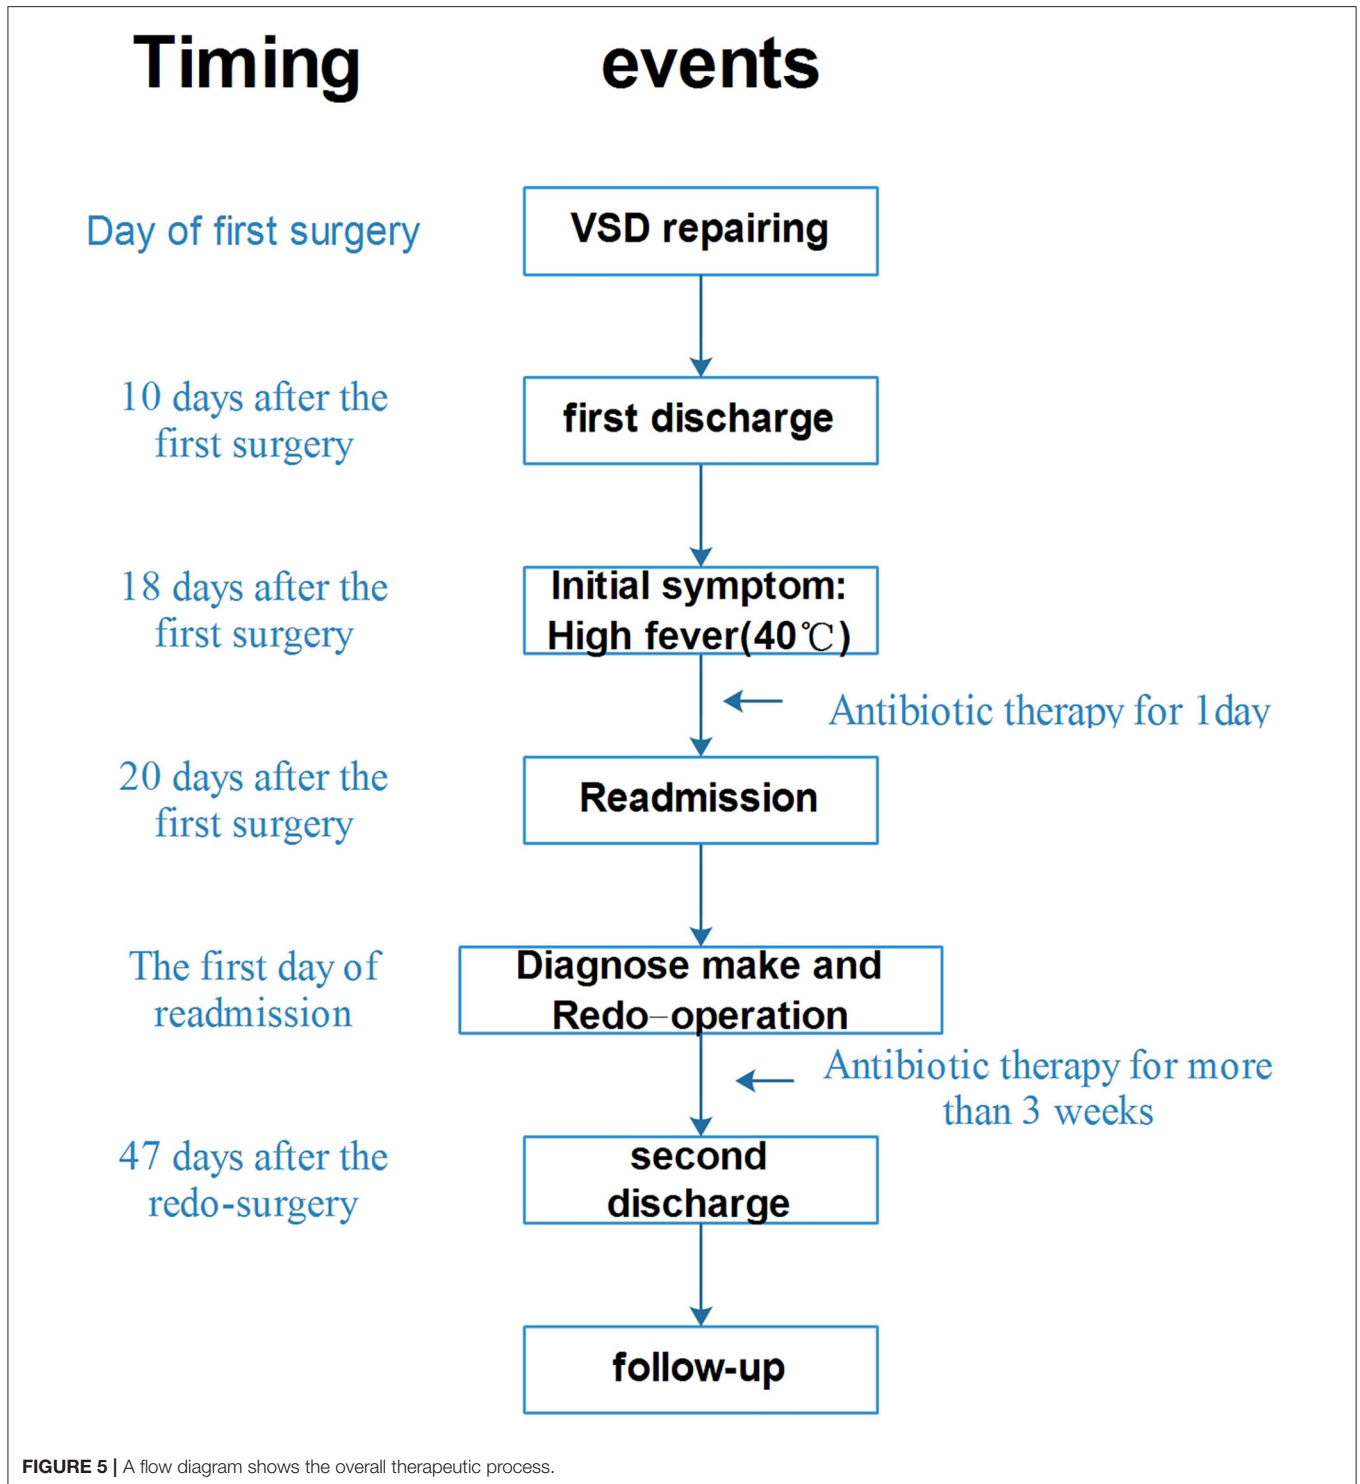 Timing events
Day of first surgery
VSD repairing
10 days after the
first surgery
first discharge
18 days after the
first surgery
Initial symptom:
High fever(40℃)
Antibiotic therapy for 1day
20 days after the
first surgery
Readmission
The first day of
readmission
Diagnose make and
Redo-operation
Antibiotic therapy for more
than 3 weeks
47 days after the
redo-surgery
second
discharge
follow-up
FIGURE 5 | A flow diagram shows the overall therapeutic process.